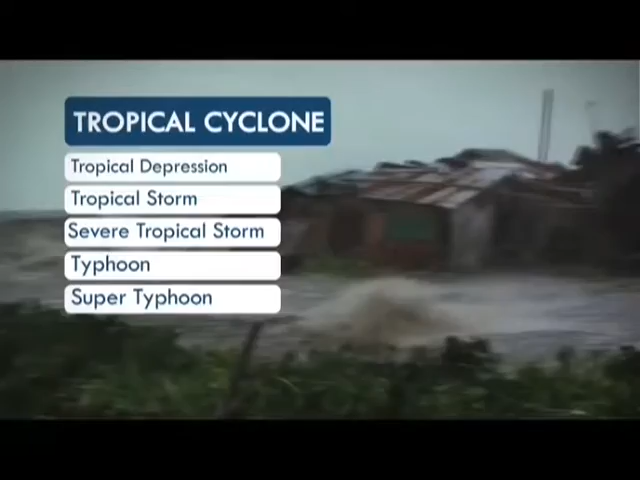 TROPICAL CYCLONE
Tropical Depression
Tropical Storm
Severe Tropical Storm
Typhoon
Super Typhoon